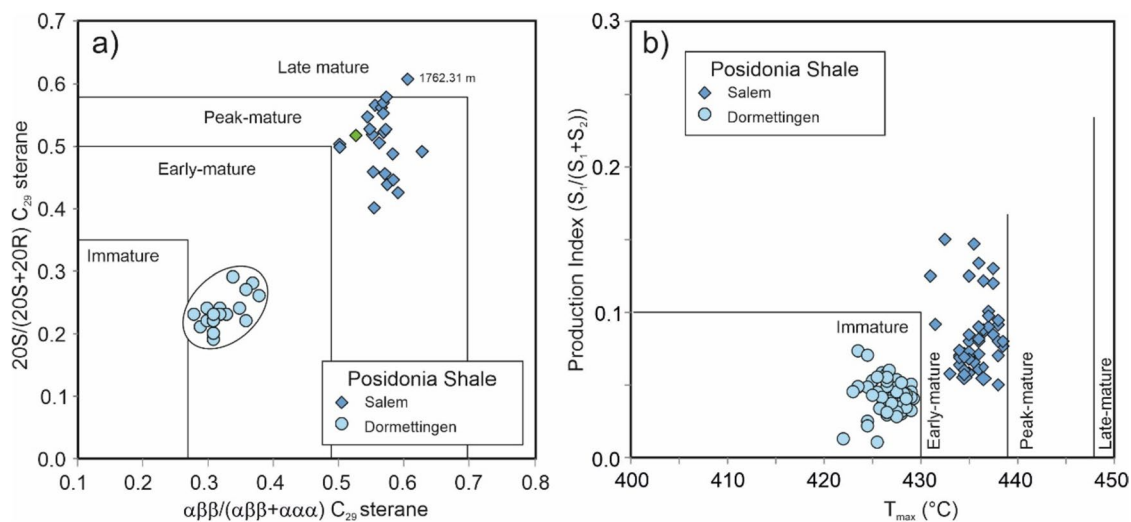 a)
Late mature
1762.31 m
Peak-mature
Early-mature
Immature
Posidonia Shale
Salem
Dormettingen
20S/(20S+20R) C₂₉ sterane
0.0
0.1
0.2
0.3
0.4
0.5
0.6
0.7
0.1
0.2
0.3
0.4
0.5
0.6
0.7
0.8
αββ/(αββ+ααα) C₂₉ sterane
b)
Posidonia Shale
Salem
Dormettingen
Immature
Early-mature
Peak-mature
Late-mature
Production Index (S₁/(S₁+S₂))
0.3
0.2
0.1
0.0
400
420
430
440
450
Tₘₐₓ (°C)